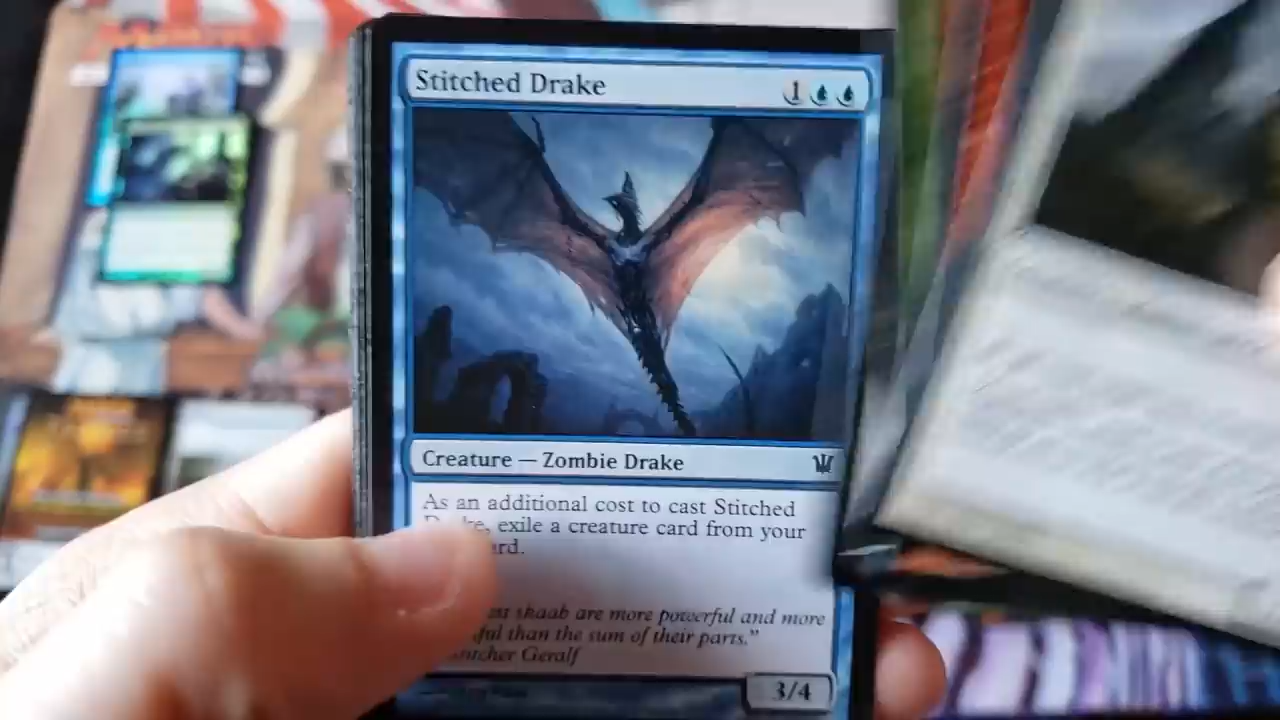 Stitched Drake 1
Creature — Zombie Drake
As an additional cost to cast Stitched
exile a creature card from your
are more powerful and more
than the sum of their parts."
Geralf
3/4